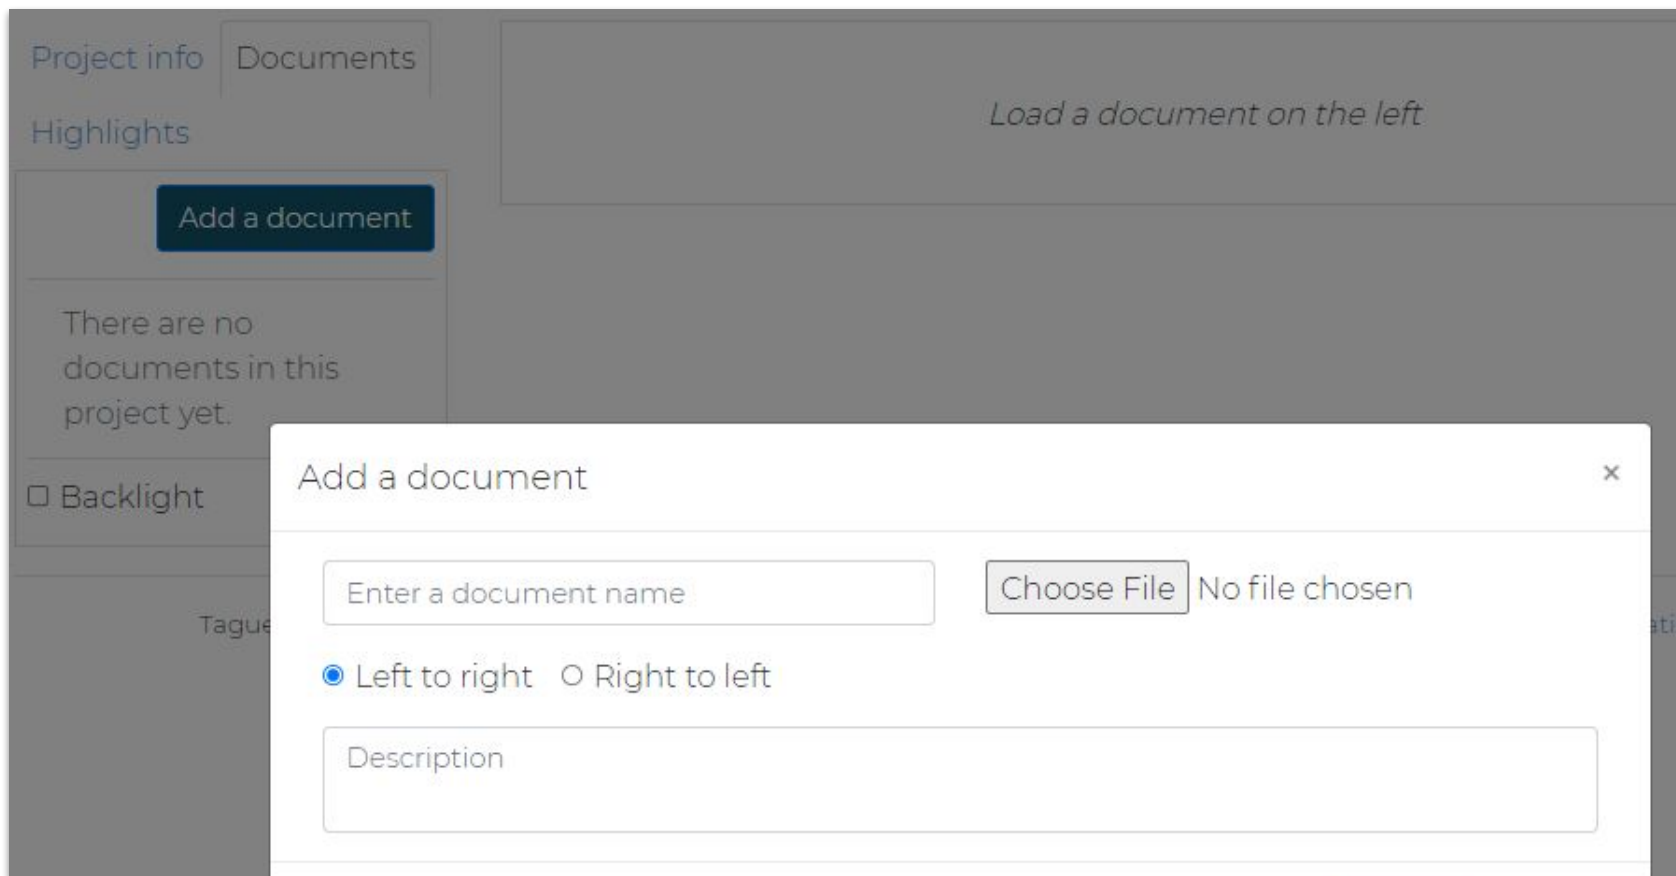 Project info Documents
Load a document on the left
Highlights
Add a document
There are no
documents in this
project yet.
Backlight
Add a document ×
Enter a document name
Choose File No file chosen
Left to right Right to left
Description